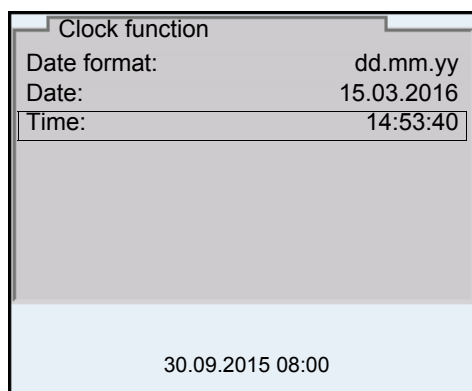 Clock function
Date format: dd.mm.yy
Date: 15.03.2016
Time: 14:53:40
30.09.2015 08:00